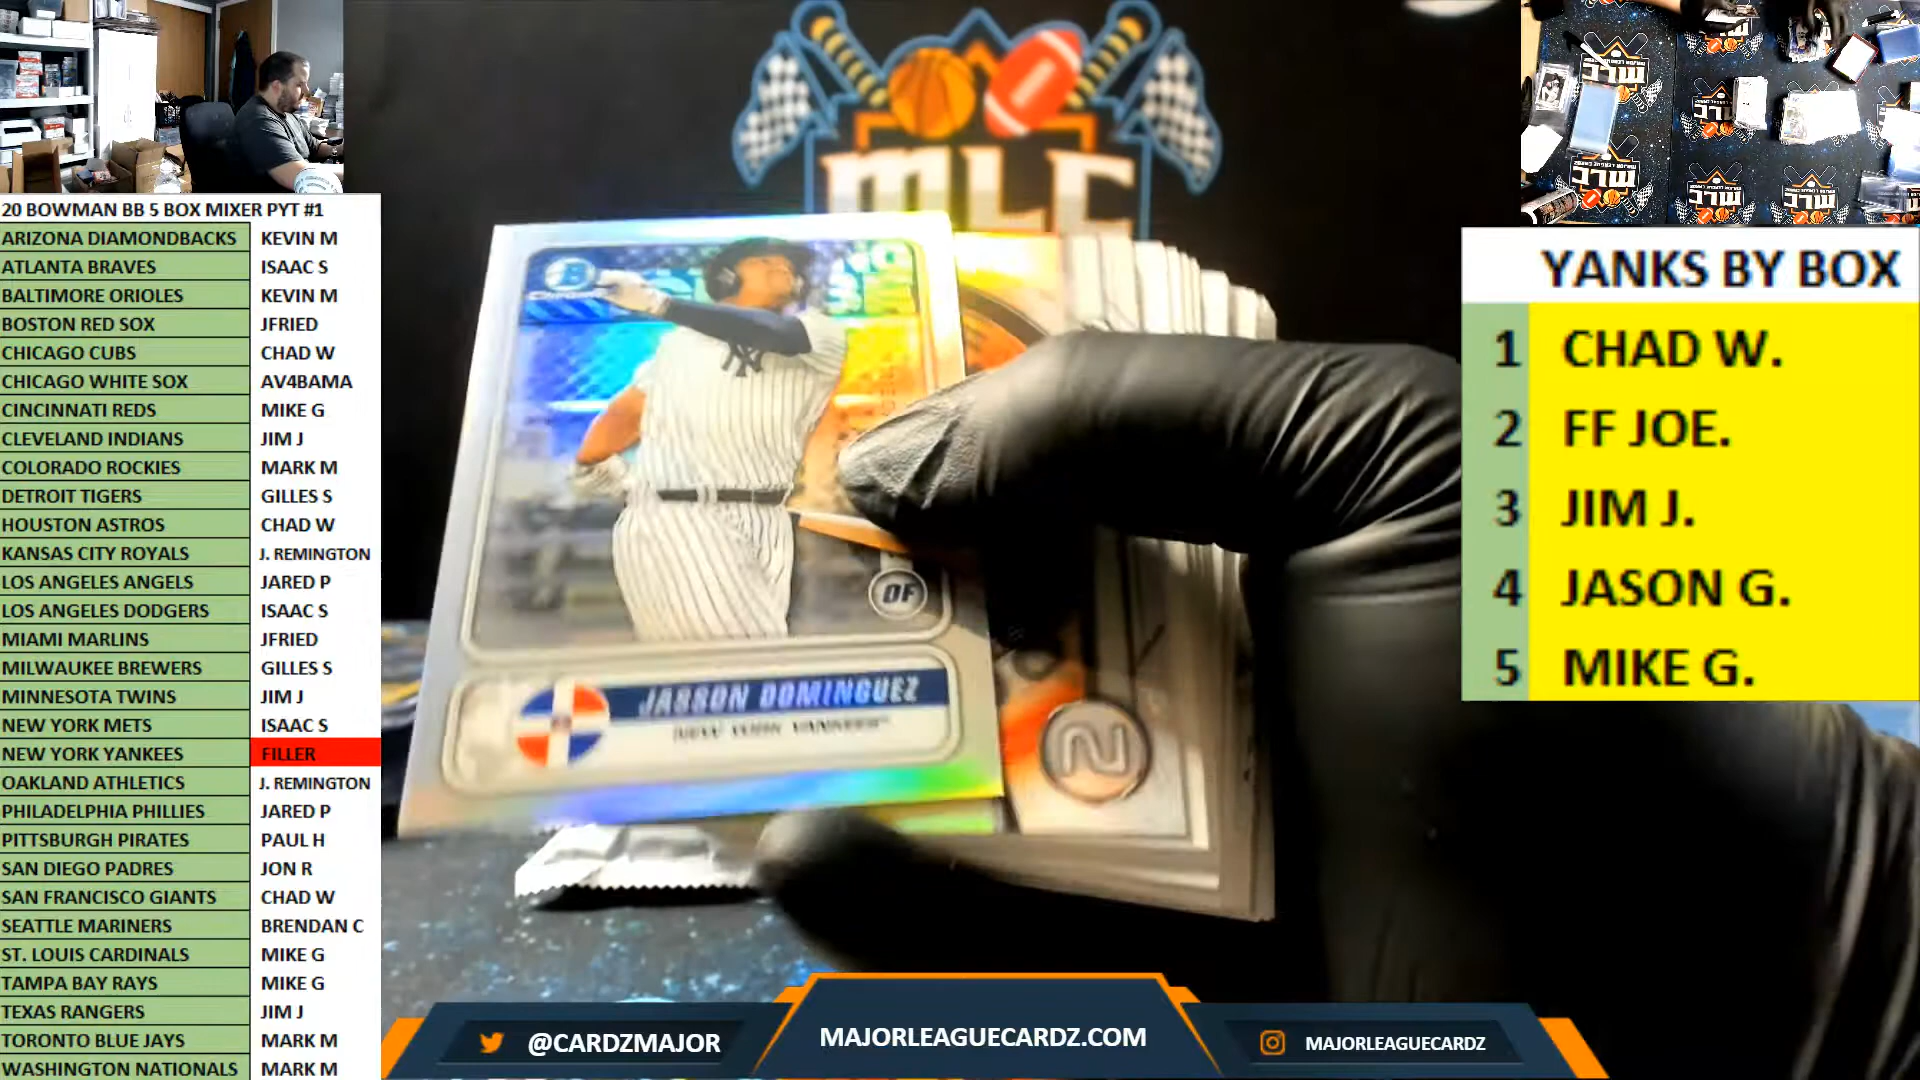 20 BOWMAN BB 5 BOX MIXER PYT #1
ARIZONA DIAMONDBACKS KEVIN M
ATLANTA BRAVES ISAAC S
BALTIMORE ORIOLES KEVIN M
BOSTON RED SOX JFRIED
CHICAGO CUBS CHAD W
CHICAGO WHITE SOX AV4BAMA
CINCINNATI REDS MIKE G
CLEVELAND INDIANS JIM J
COLORADO ROCKIES MARK M
DETROIT TIGERS GILLES S
HOUSTON ASTROS CHAD W
KANSAS CITY ROYALS J. REMINGTON
LOS ANGELES ANGELS JARED P
LOS ANGELES DODGERS ISAAC S
MIAMI MARLINS JFRIED
MILWAUKEE BREWERS GILLES S
MINNESOTA TWINS JIM J
NEW YORK METS ISAAC S
NEW YORK YANKEES FILLER
OAKLAND ATHLETICS J. REMINGTON
PHILADELPHIA PHILLIES JARED P
PITTSBURGH PIRATES PAUL H
SAN DIEGO PADRES JON R
SAN FRANCISCO GIANTS CHAD W
SEATTLE MARINERS BRENDAN C
ST. LOUIS CARDINALS MIKE G
TAMPA BAY RAYS MIKE G
TEXAS RANGERS JIM J
TORONTO BLUE JAYS MARK M
WASHINGTON NATIONALS MARK M
MLC
B
NY
OF
JASSON DOMINGUEZ
NEW YORK YANKEES
YANKS BY BOX
1 CHAD W.
2 FF JOE.
3 JIM J.
4 JASON G.
5 MIKE G.
@CARDZMAJOR
MAJORLEAGUECARDZ.COM
MAJORLEAGUECARDZ